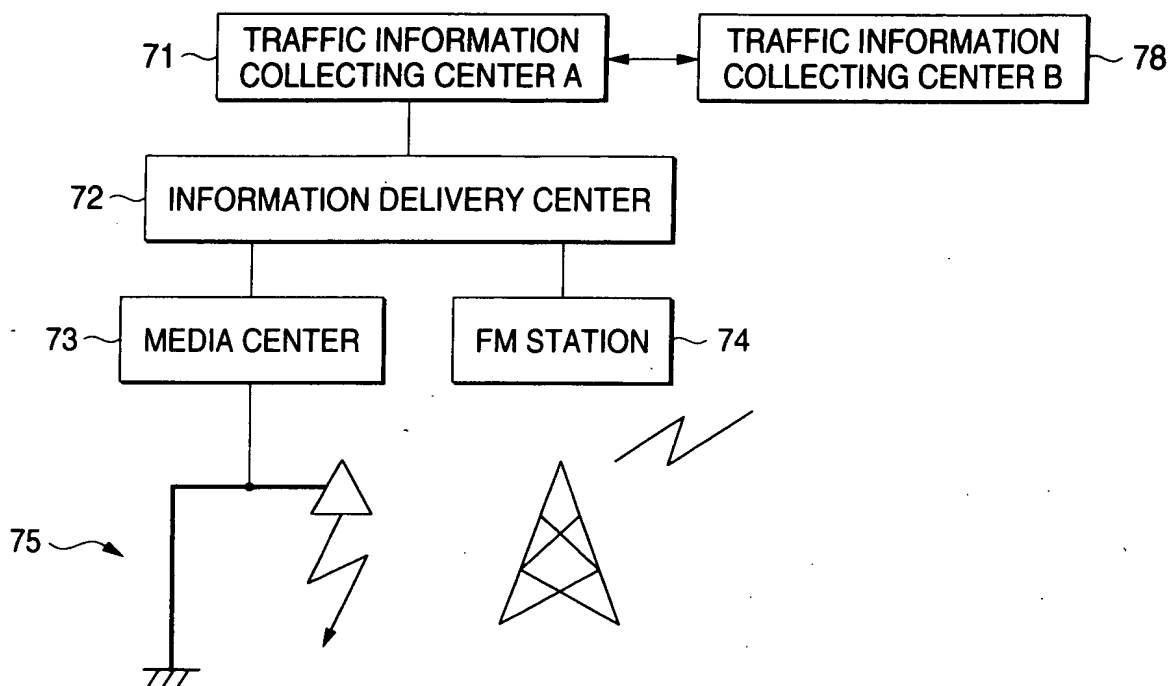 71
TRAFFIC INFORMATION
COLLECTING CENTER A
TRAFFIC INFORMATION
COLLECTING CENTER B
78
72
INFORMATION DELIVERY CENTER
73
MEDIA CENTER
FM STATION
74
75